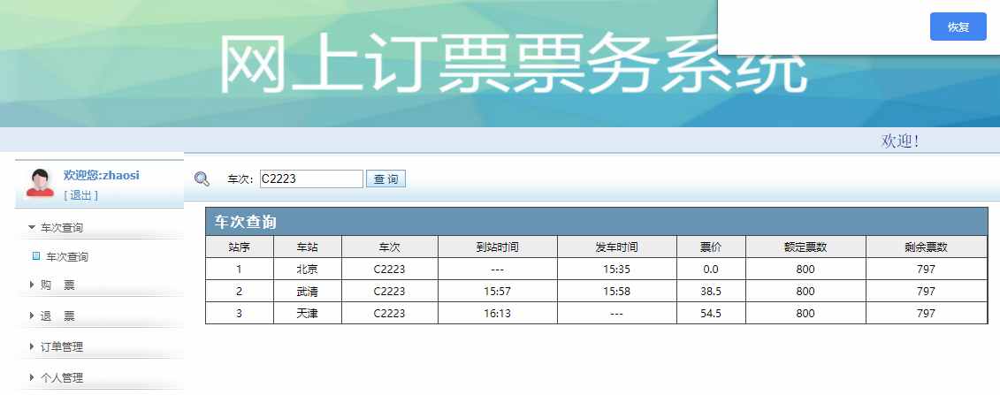 网上订票票务系统
恢复
欢迎！
欢迎您:zhaosi
[ 退出 ]
车次查询
车次查询
购 票
退 票
订单管理
个人管理
车次: C2223 查 询
车次查询
站序 车站 车次 到站时间 发车时间 票价 额定票数 剩余票数
1 北京 C2223 --- 15:35 0.0 800 797
2 武清 C2223 15:57 15:58 38.5 800 797
3 天津 C2223 16:13 --- 54.5 800 797